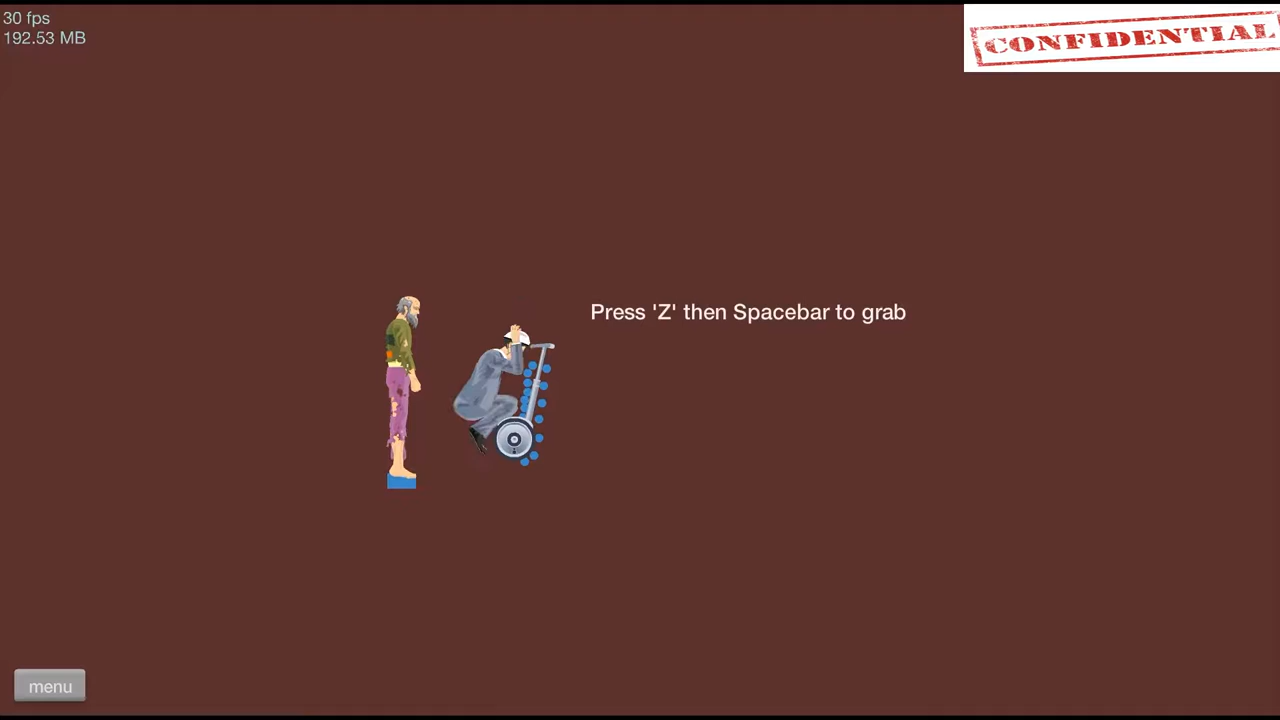 30 fps
192.53 MB
CONFIDENTIAL
Press 'Z' then Spacebar to grab
menu